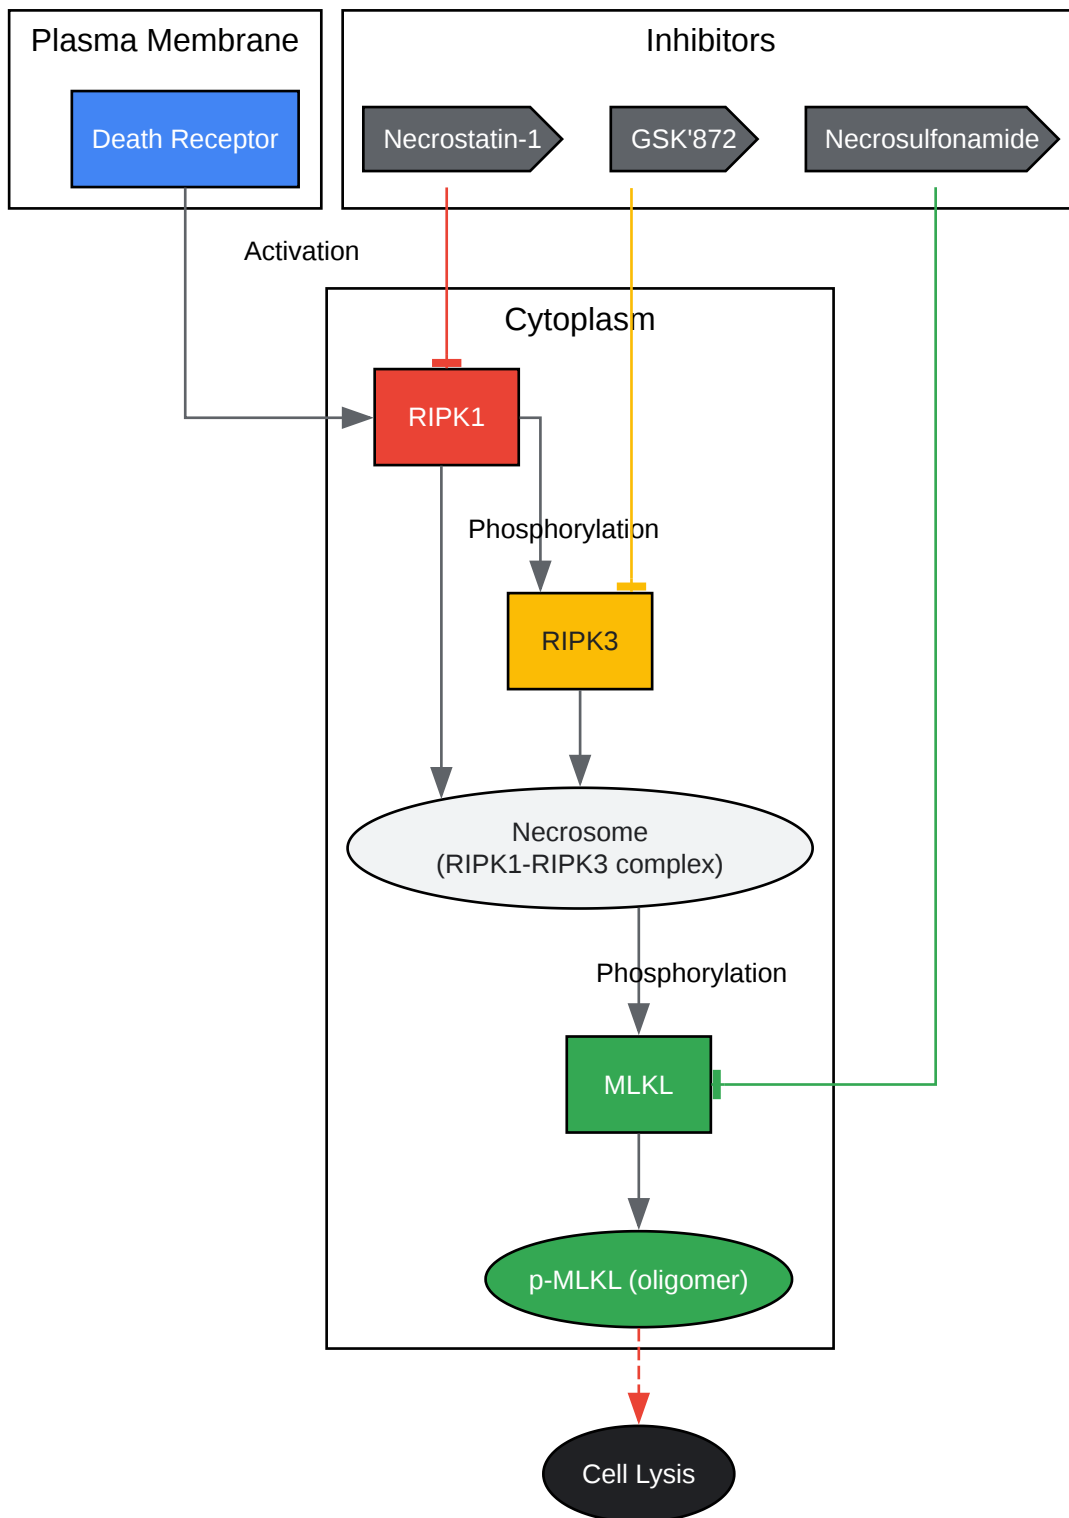 Plasma Membrane
Inhibitors
Death Receptor
Necrostatin-1
GSK'872
Necrosulfonamide
Activation
Cytoplasm
RIPK1
Phosphorylation
RIPK3
Necrosome
(RIPK1-RIPK3 complex)
Phosphorylation
MLKL
p-MLKL (oligomer)
Cell Lysis